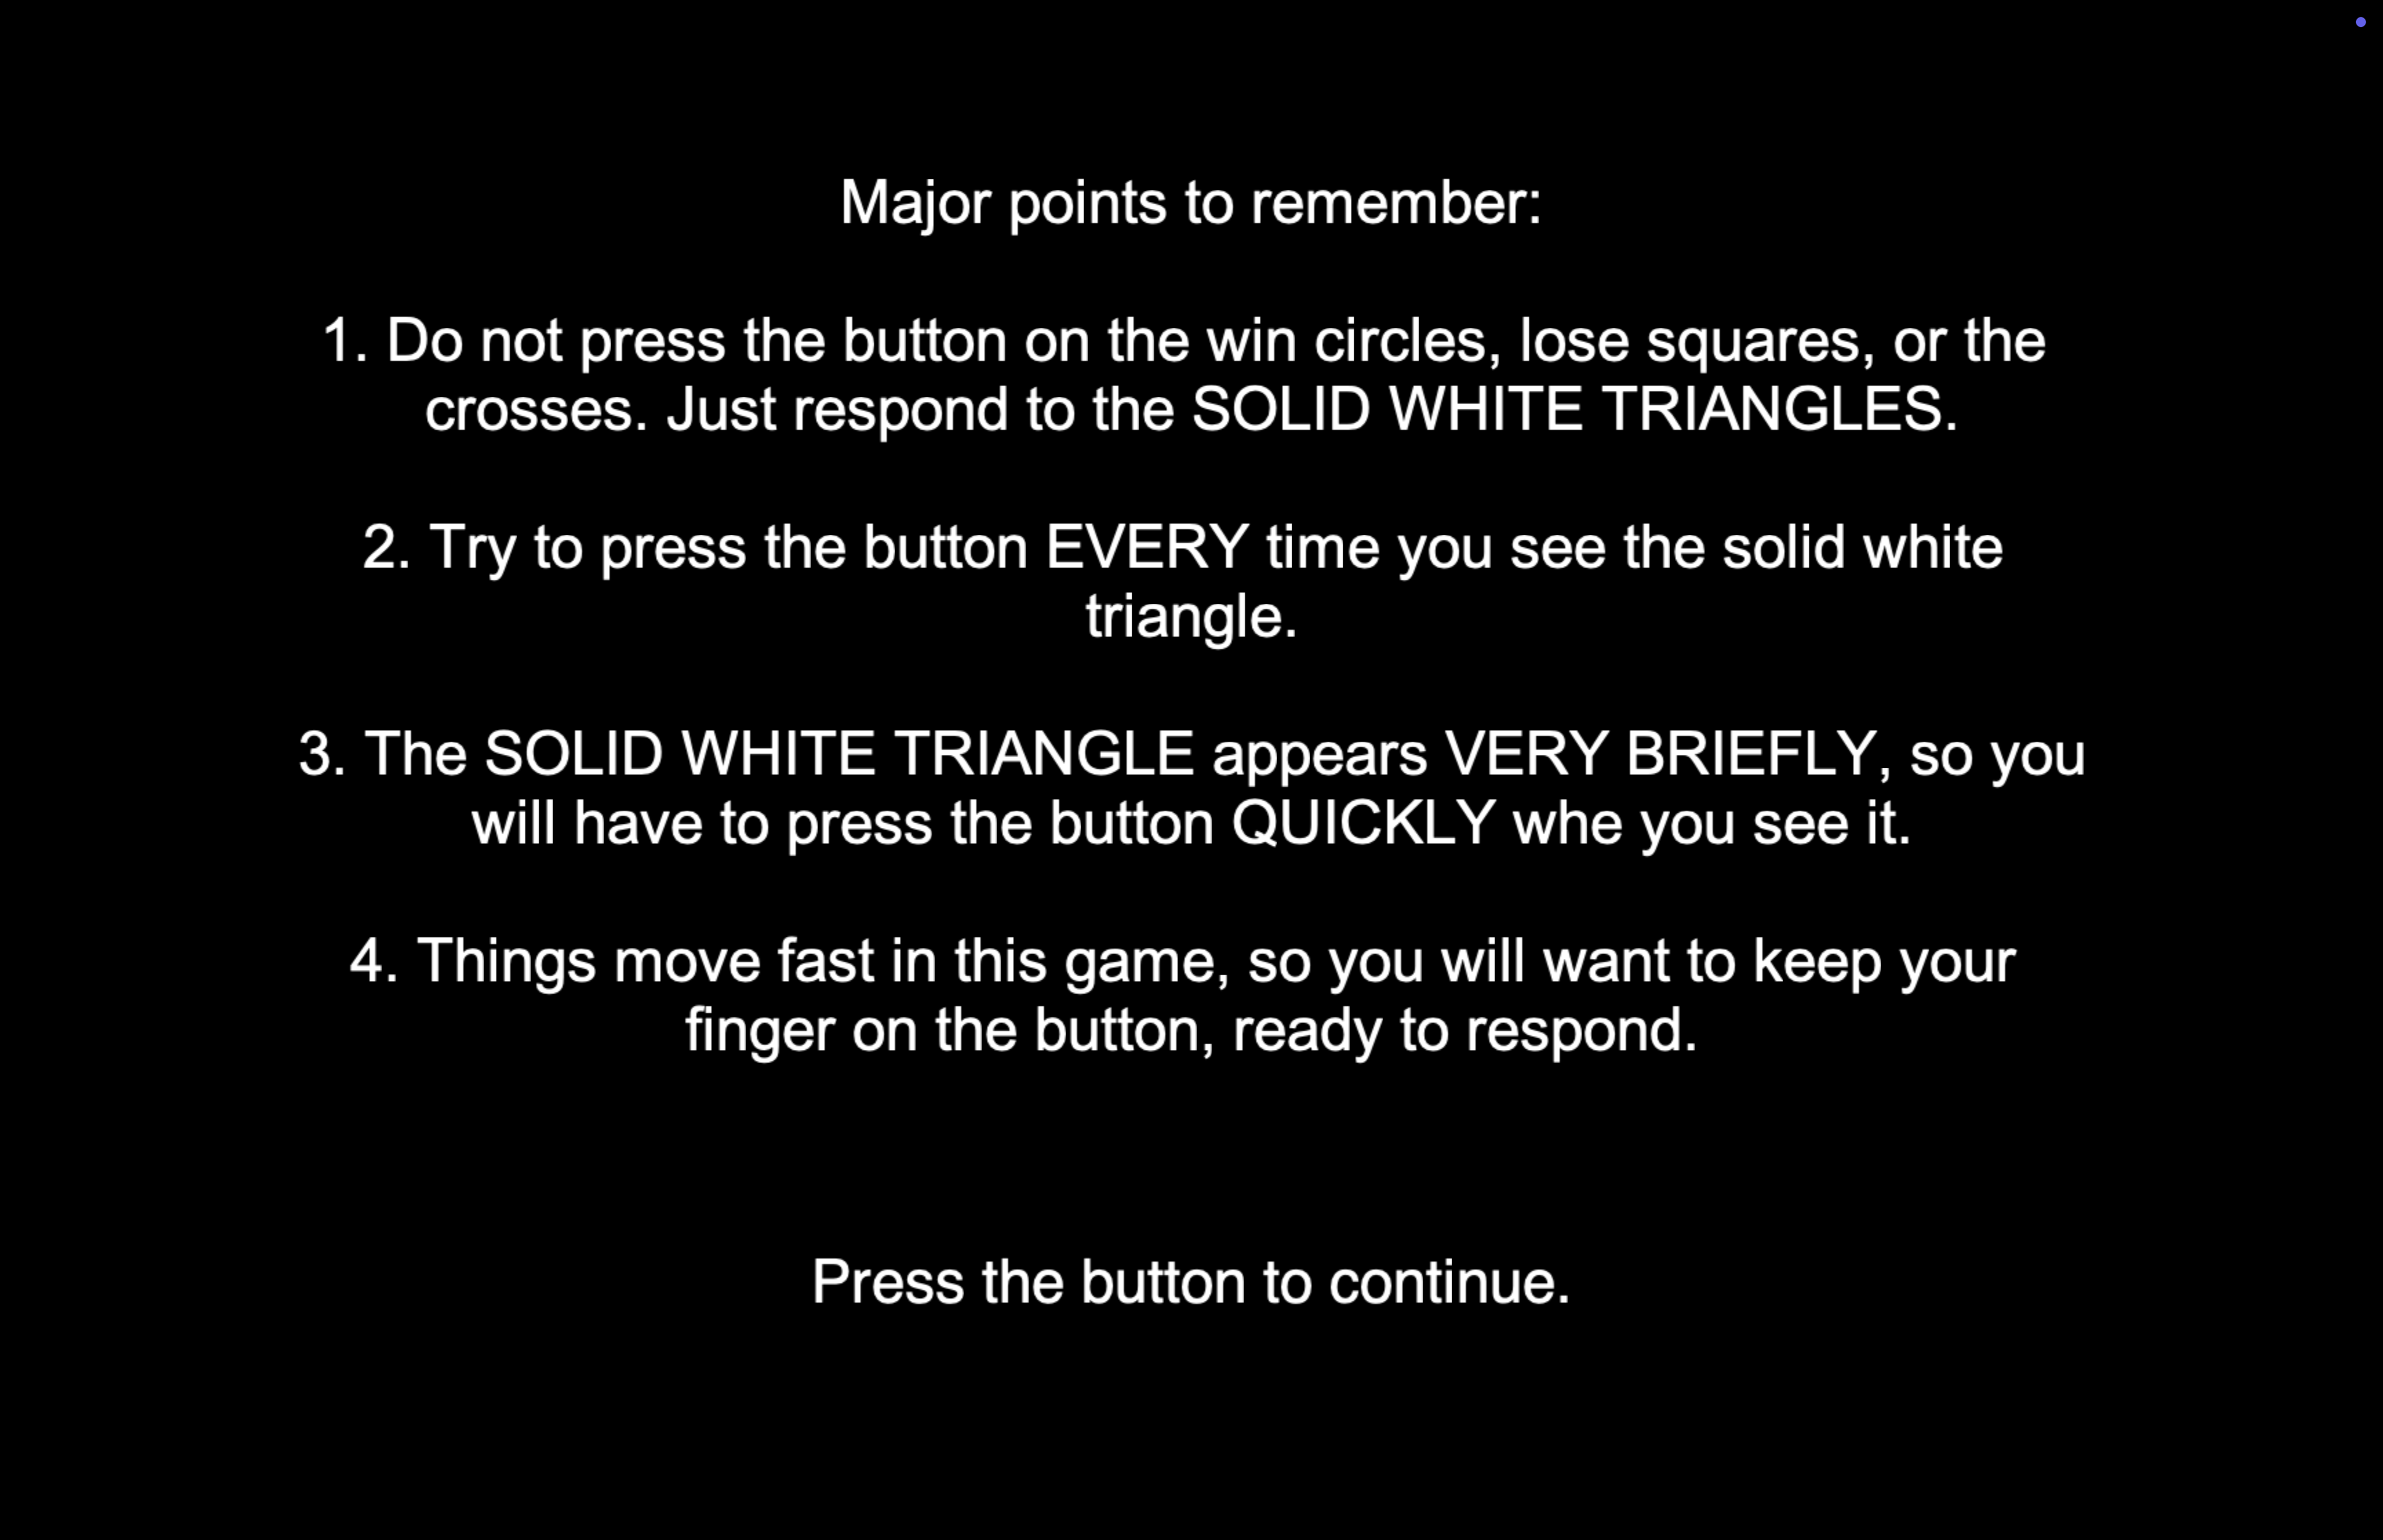 Major points to remember:
1. Do not press the button on the win circles, lose squares, or the
crosses. Just respond to the SOLID WHITE TRIANGLES.
2. Try to press the button EVERY time you see the solid white
triangle.
3. The SOLID WHITE TRIANGLE appears VERY BRIEFLY, so you
will have to press the button QUICKLY whe you see it.
4. Things move fast in this game, so you will want to keep your
finger on the button, ready to respond.
Press the button to continue.